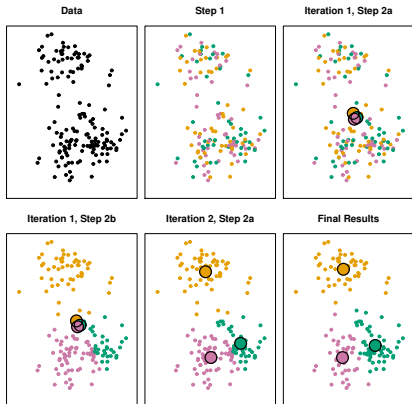 Data
Step 1
Iteration 1, Step 2a
Iteration 1, Step 2b
Iteration 2, Step 2a
Final Results